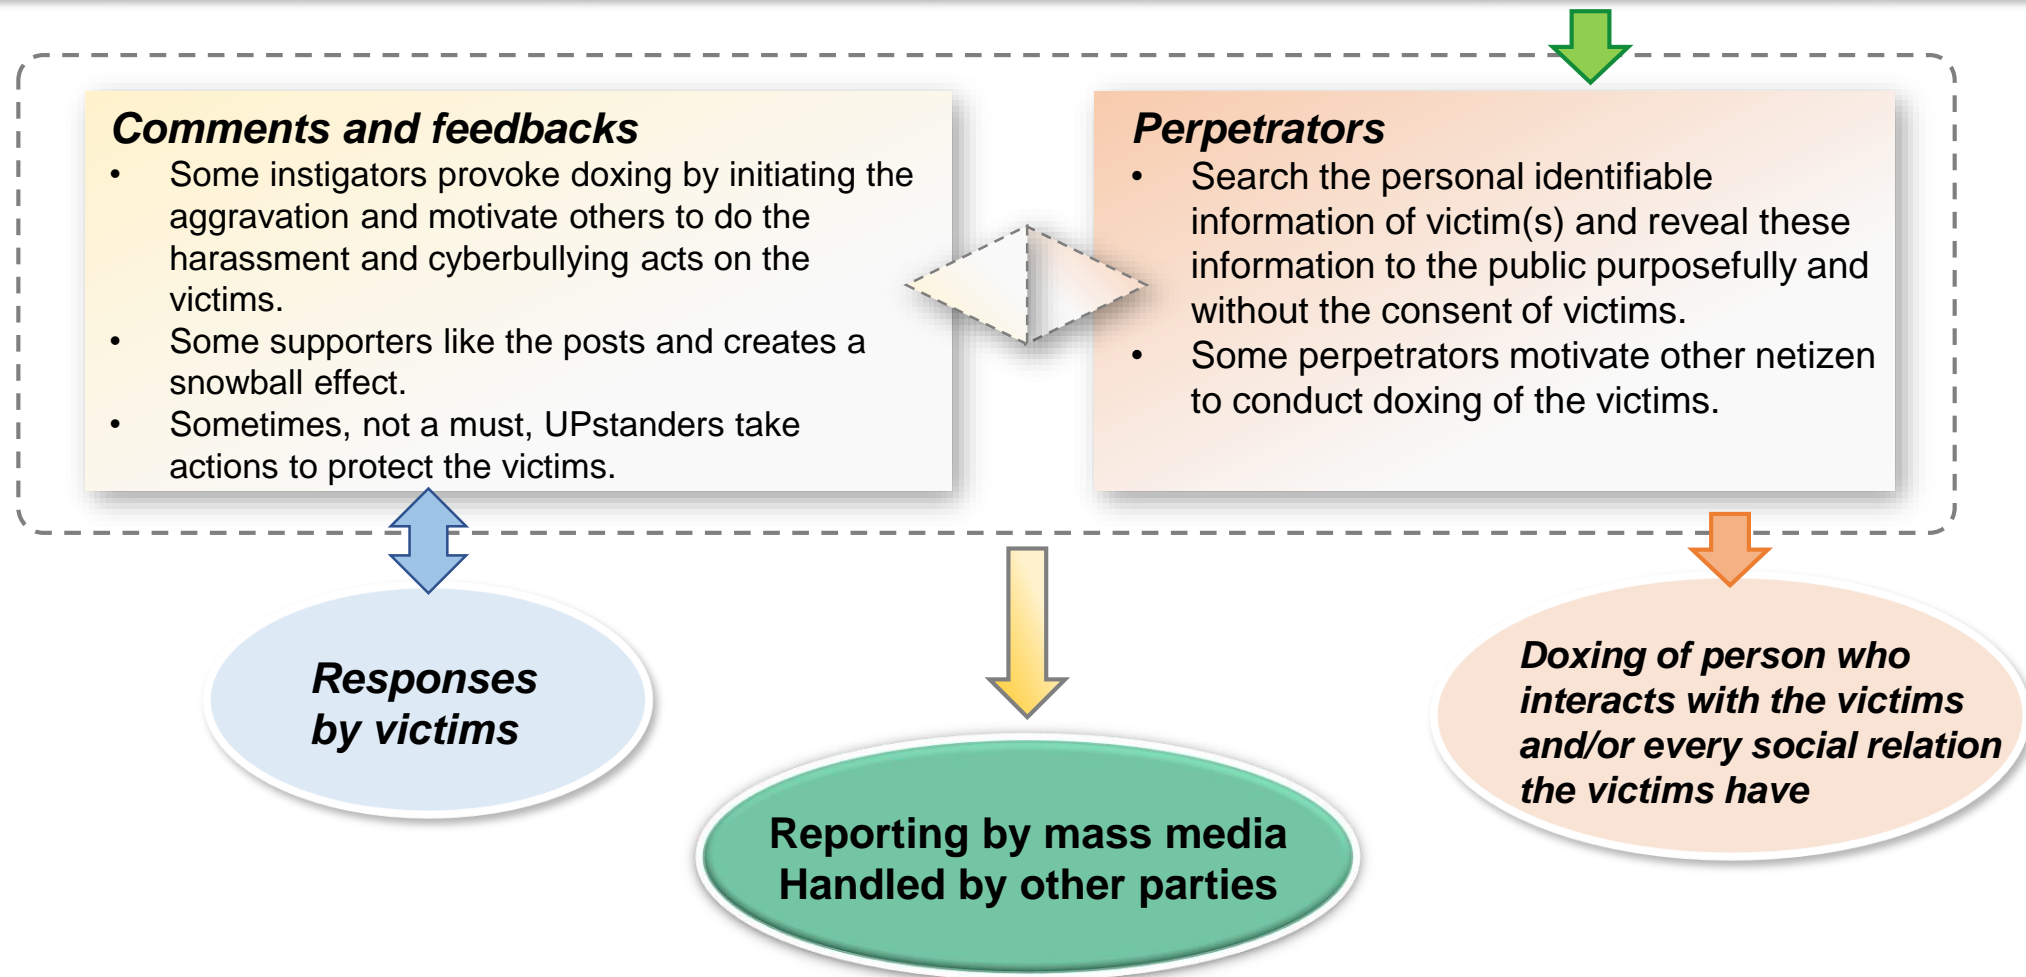 Comments and feedbacks
• Some instigators provoke doxing by initiating the
aggravation and motivate others to do the
harassment and cyberbullying acts on the
victims.
• Some supporters like the posts and creates a
snowball effect.
• Sometimes, not a must, UPstanders take
actions to protect the victims.
Perpetrators
• Search the personal identifiable
information of victim(s) and reveal these
information to the public purposefully and
without the consent of victims.
• Some perpetrators motivate other netizen
to conduct doxing of the victims.
Responses
by victims
Reporting by mass media
Handled by other parties
Doxing of person who
interacts with the victims
and/or every social relation
the victims have